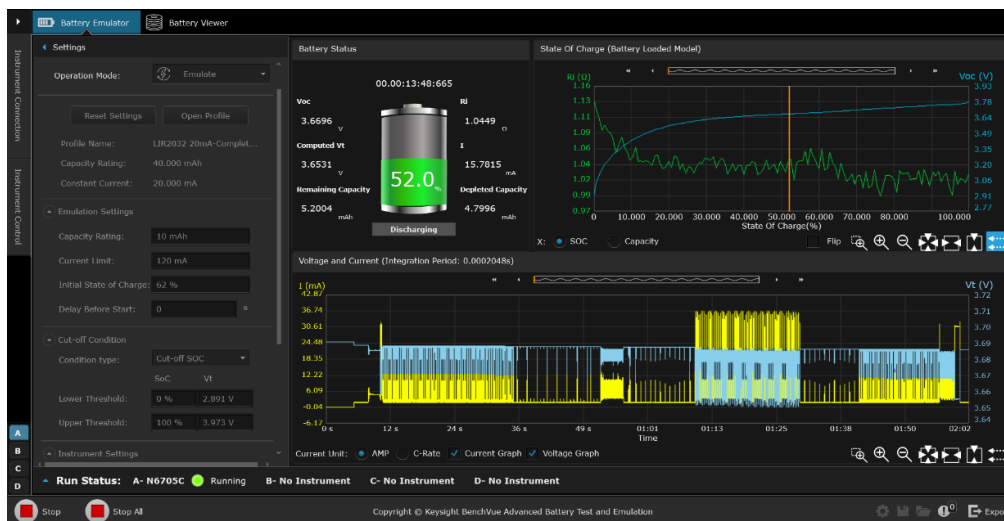 Battery Emulator
Battery Viewer
Instrument Connection
Instrument Control
Settings
Operation Mode: Emulate
Reset Settings Open Profile
Profile Name: LIR2032 20mA-Complet...
Capacity Rating: 40.000 mAh
Constant Current: 20.000 mA
Emulation Settings
Capacity Rating: 10 mAh
Current Limit: 120 mA
Initial State of Charge: 62 %
Delay Before Start: 0 s
Cut-off Condition
Condition type: Cut-off SOC
SoC Vt
Lower Threshold: 0 % 2.891 V
Upper Threshold: 100 % 3.973 V
Instrument Settings
Battery Status
00.00:13:48:665
Voc
3.6696 V
Computed Vt
3.6531 V
Remaining Capacity
5.2004 mAh
52.0 %
Discharging
Ri
1.0449 Ω
I
15.7815 mA
Depleted Capacity
4.7996 mAh
State Of Charge (Battery Loaded Model)
Ri (Ω)
1.16
1.13
1.11
1.09
1.06
1.04
1.02
0.99
0.97
Voc (V)
3.93
3.78
3.64
3.49
3.35
3.20
3.06
2.91
2.77
0 10.000 20.000 30.000 40.000 50.000 60.000 70.000 80.000 100.000
State Of Charge(%)
X: SOC Capacity Flip
Voltage and Current (Integration Period: 0.0002048s)
I (mA)
42.87
36.74
30.61
24.48
18.35
12.22
6.09
-0.04
-6.17
Vt (V)
3.72
3.71
3.70
3.69
3.68
3.67
3.66
3.65
3.64
0 s 12 s 24 s 36 s 49 s 01:01 01:13 01:25 01:38 01:50 02:02
Time
Current Unit: AMP C-Rate Current Graph Voltage Graph
A
B
C
D
Run Status: A- N6705C Running B- No Instrument C- No Instrument D- No Instrument
Stop Stop All Copyright © Keysight BenchVue Advanced Battery Test and Emulation 0 Expo